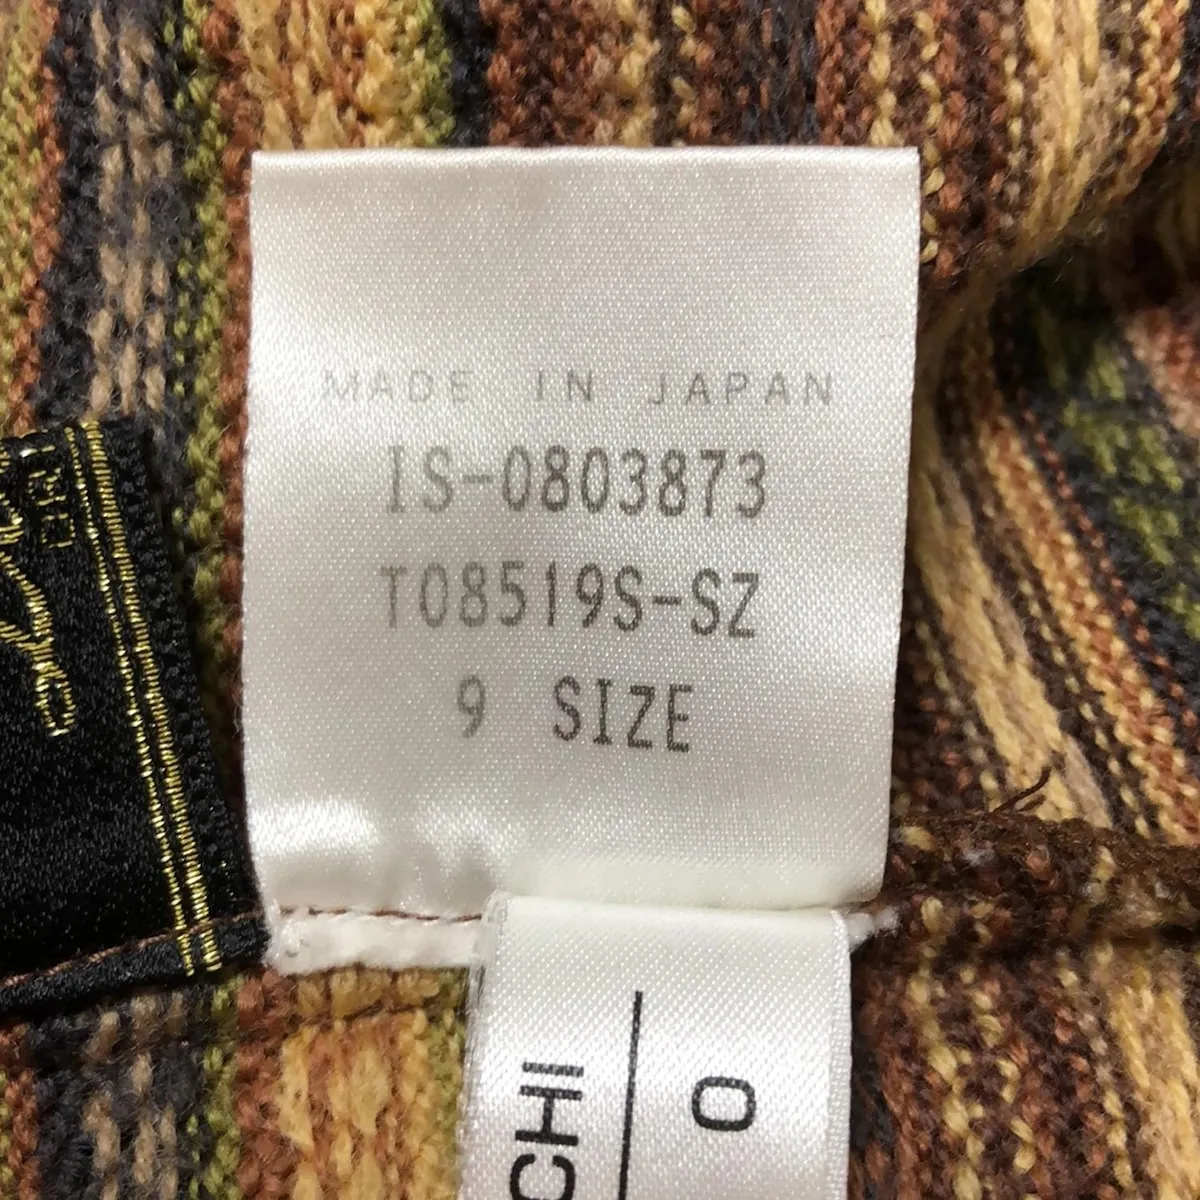 MADE IN JAPAN
IS-0803873
T08519S-SZ
9 SIZE
CHI
O